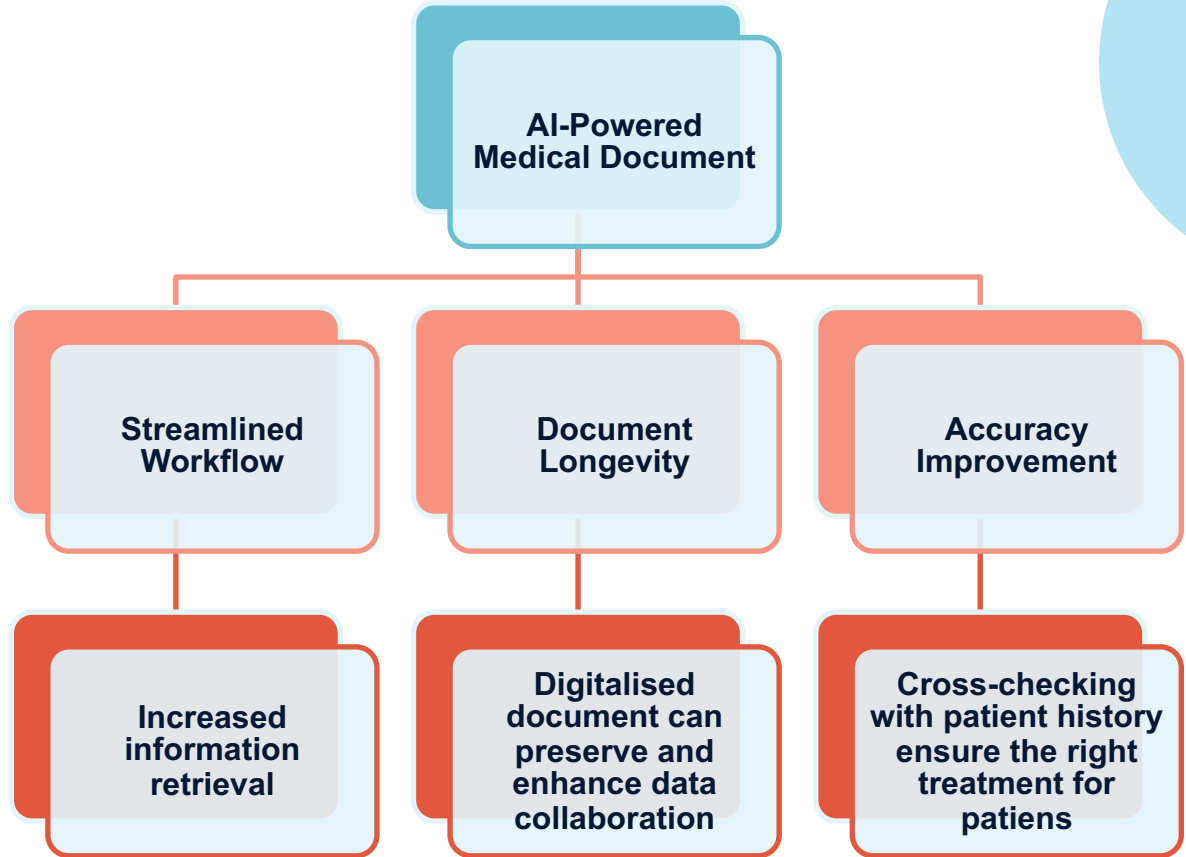 AI-Powered
Medical Document
Streamlined
Workflow
Document
Longevity
Accuracy
Improvement
Increased
information
retrieval
Digitalised
document can
preserve and
enhance data
collaboration
Cross-checking
with patient history
ensure the right
treatment for
patiens